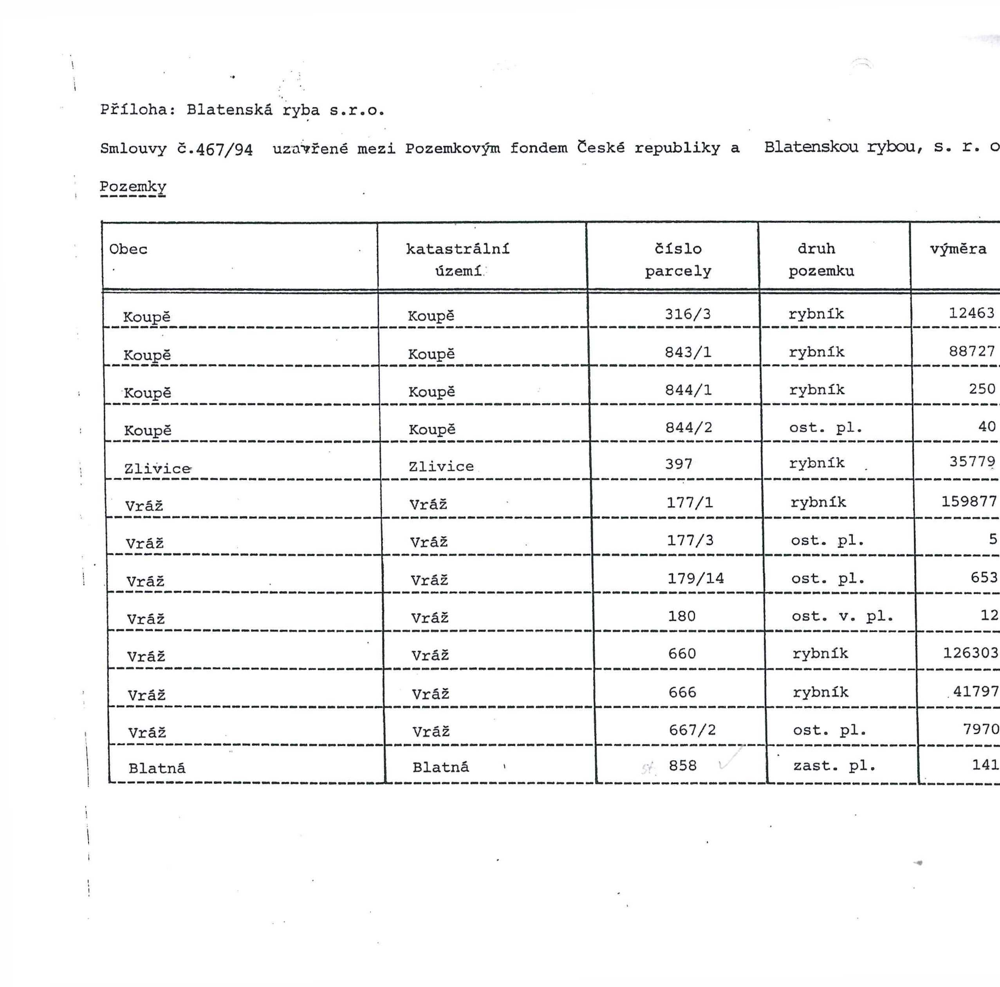 Příloha: Blatenská ryba s.r.o.
Smlouvy č.467/94 uzavřené mezi Pozemkovým fondem České republiky a Blatenskou rybou, s. r. o
Pozemky
Obec katastrální území číslo parcely druh pozemku výměra
Koupě Koupě 316/3 rybník 12463
Koupě Koupě 843/1 rybník 88727
Koupě Koupě 844/1 rybník 250
Koupě Koupě 844/2 ost. pl. 40
Zlivice Zlivice 397 rybník 35779
Vráž Vráž 177/1 rybník 159877
Vráž Vráž 177/3 ost. pl. 5
Vráž Vráž 179/14 ost. pl. 653
Vráž Vráž 180 ost. v. pl. 12
Vráž Vráž 660 rybník 126303
Vráž Vráž 666 rybník 41797
Vráž Vráž 667/2 ost. pl. 7970
Blatná Blatná st. 858 zast. pl. 141